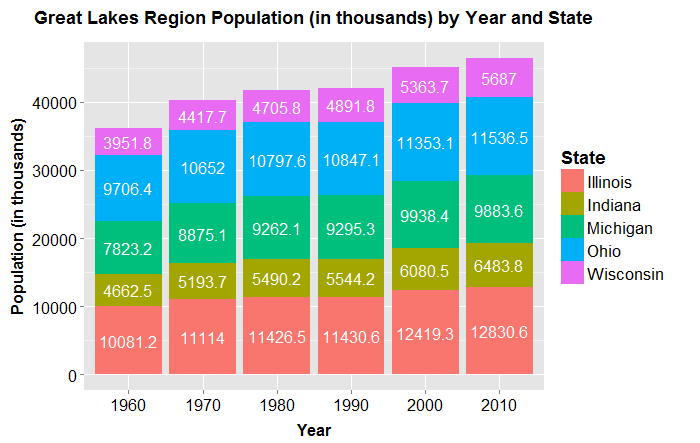 Great Lakes Region Population (in thousands) by Year and State
Population (in thousands)
40000
30000
20000
10000
0
3951.8 4417.7 4705.8 4891.8 5363.7 5687
9706.4 10652 10797.6 10847.1 11353.1 11536.5
7823.2 8875.1 9262.1 9295.3 9938.4 9883.6
4662.5 5193.7 5490.2 5544.2 6080.5 6483.8
10081.2 11114 11426.5 11430.6 12419.3 12830.6
1960 1970 1980 1990 2000 2010
Year
State
Illinois
Indiana
Michigan
Ohio
Wisconsin